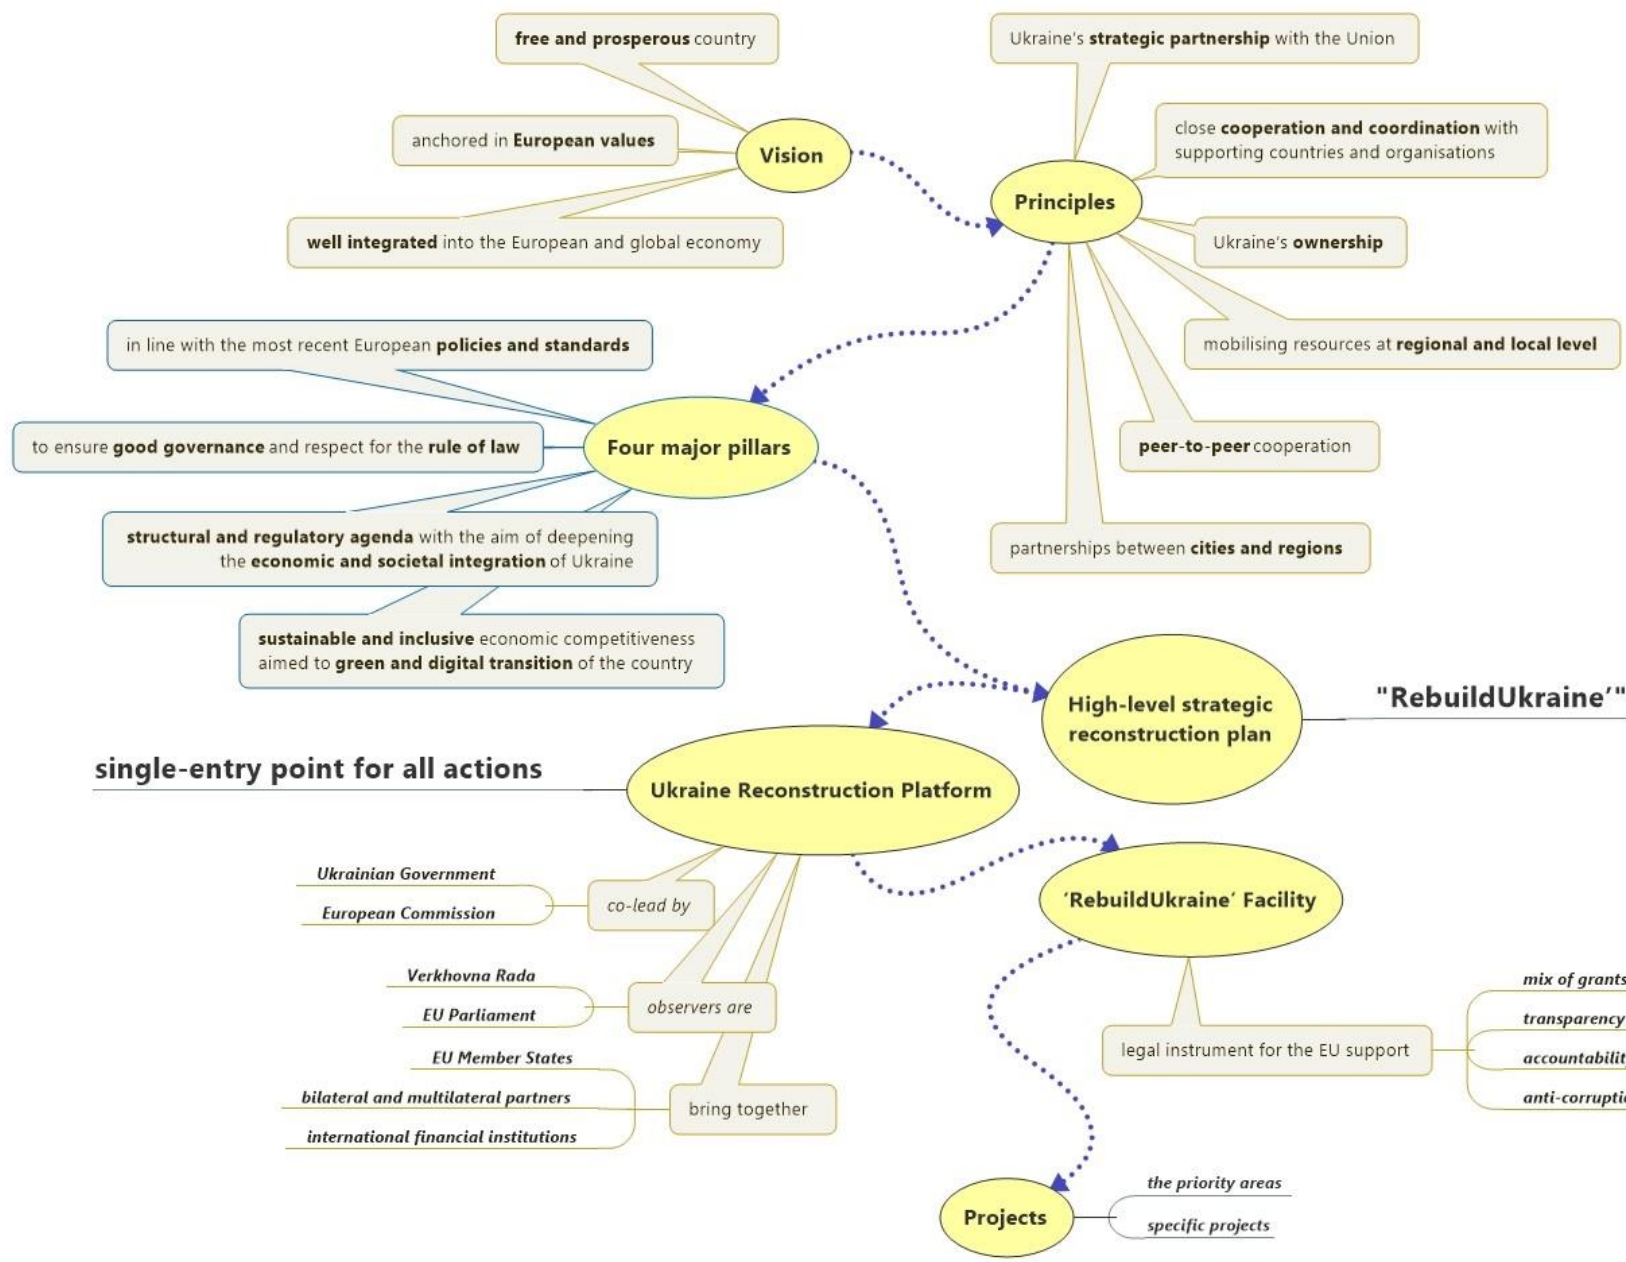 free and prosperous country
anchored in European values
well integrated into the European and global economy
Vision
Ukraine's strategic partnership with the Union
close cooperation and coordination with
supporting countries and organisations
Principles
Ukraine's ownership
mobilising resources at regional and local level
peer-to-peer cooperation
partnerships between cities and regions
in line with the most recent European policies and standards
to ensure good governance and respect for the rule of law
Four major pillars
structural and regulatory agenda with the aim of deepening
the economic and societal integration of Ukraine
sustainable and inclusive economic competitiveness
aimed to green and digital transition of the country
High-level strategic
reconstruction plan
"RebuildUkraine’"
single-entry point for all actions
Ukraine Reconstruction Platform
Ukrainian Government
European Commission
co-lead by
Verkhovna Rada
EU Parliament
observers are
EU Member States
bilateral and multilateral partners
international financial institutions
bring together
‘RebuildUkraine’ Facility
legal instrument for the EU support
mix of grants
transparency
accountabilit
anti-corrupti
Projects
the priority areas
specific projects